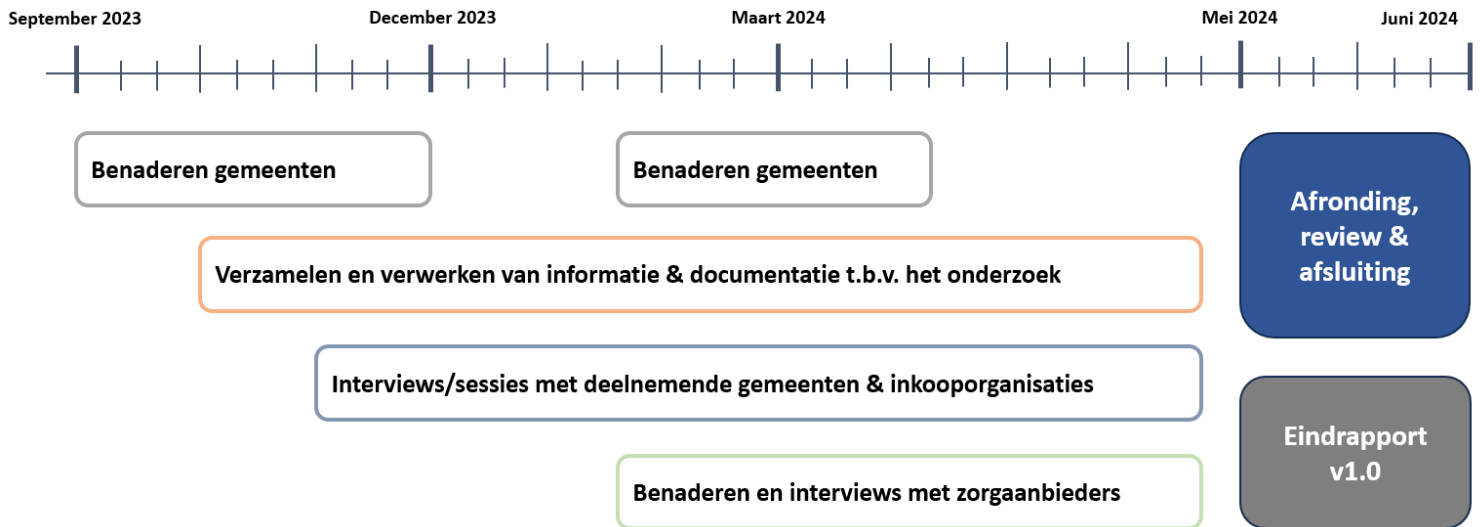 September 2023
December 2023
Maart 2024
Mei 2024
Juni 2024
Benaderen gemeenten
Benaderen gemeenten
Afronding,
review &
afsluiting
Verzamelen en verwerken van informatie & documentatie t.b.v. het onderzoek
Interviews/sessies met deelnemende gemeenten & inkooporganisaties
Eindrapport
v1.0
Benaderen en interviews met zorgaanbieders